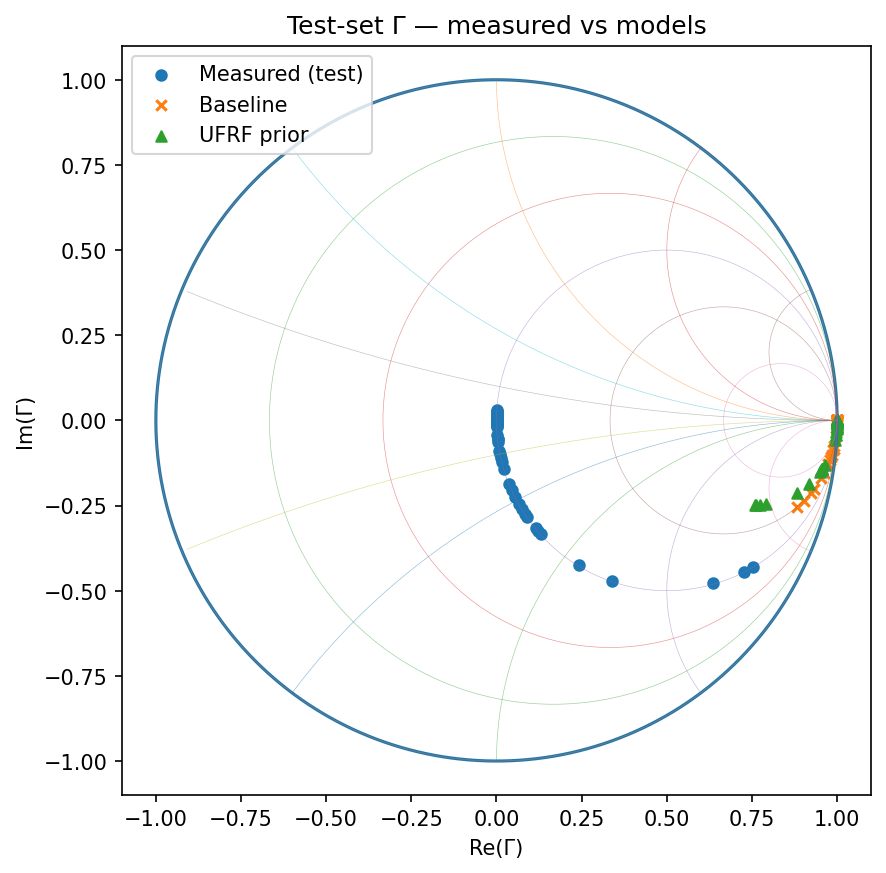 Test-set Γ — measured vs models
Measured (test)
Baseline
UFRF prior
1.00
0.75
0.50
0.25
0.00
−0.25
−0.50
−0.75
−1.00
Im(Γ)
−1.00 −0.75 −0.50 −0.25 0.00 0.25 0.50 0.75 1.00
Re(Γ)